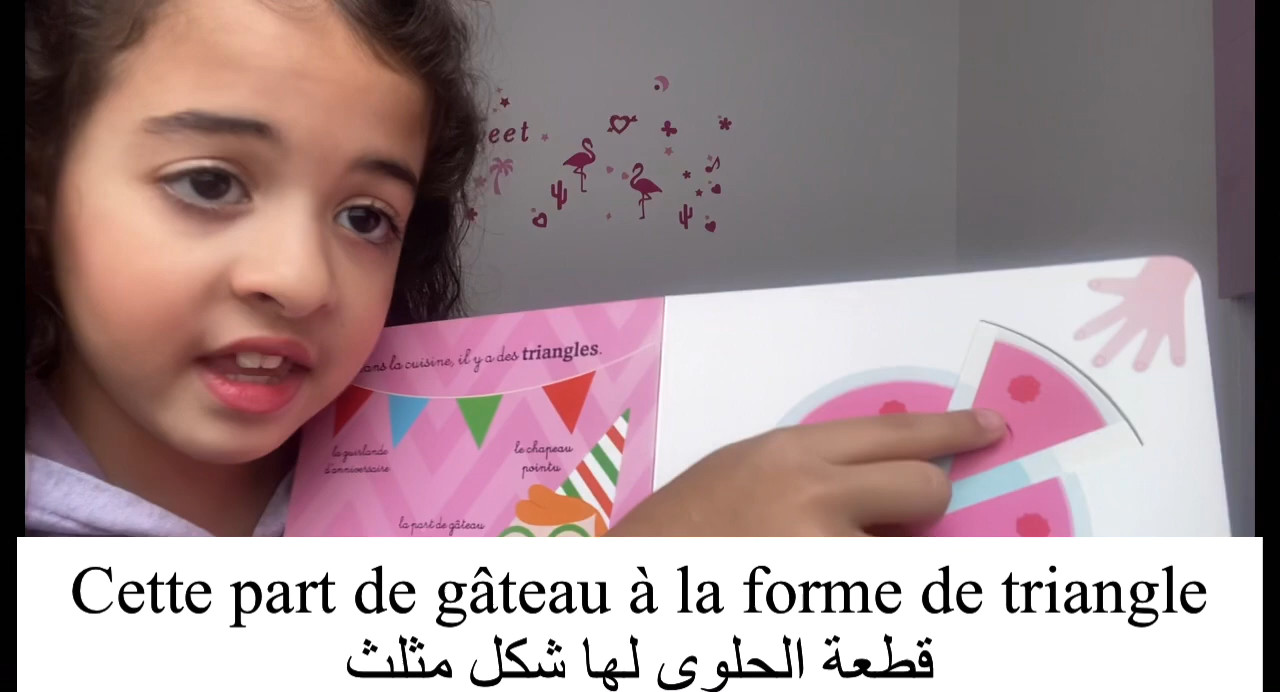 eet
ans la cuisine, il y a des triangles.
la guirlande
d'anniversaire
le chapeau
pointu
la part de gâteau
Cette part de gâteau à la forme de triangle
قطعة الحلوى لها شكل مثلث